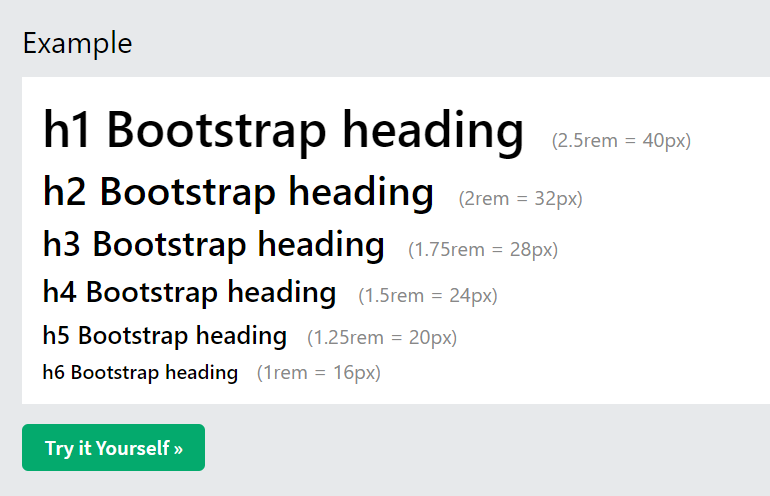 Example
h1 Bootstrap heading (2.5rem = 40px)
h2 Bootstrap heading (2rem = 32px)
h3 Bootstrap heading (1.75rem = 28px)
h4 Bootstrap heading (1.5rem = 24px)
h5 Bootstrap heading (1.25rem = 20px)
h6 Bootstrap heading (1rem = 16px)
Try it Yourself »